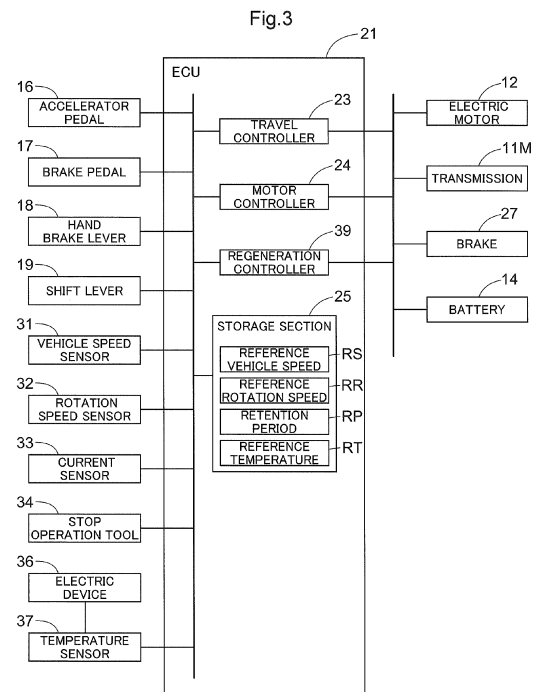 Fig.3
21
ECU
16
ACCELERATOR
PEDAL
17
BRAKE PEDAL
18
HAND
BRAKE LEVER
19
SHIFT LEVER
31
VEHICLE SPEED
SENSOR
32
ROTATION
SPEED SENSOR
33
CURRENT
SENSOR
34
STOP
OPERATION TOOL
36
ELECTRIC
DEVICE
37
TEMPERATURE
SENSOR
23
TRAVEL
CONTROLLER
24
MOTOR
CONTROLLER
39
REGENERATION
CONTROLLER
25
STORAGE SECTION
REFERENCE
VEHICLE SPEED
RS
REFERENCE
ROTATION SPEED
RR
RETENTION
PERIOD
RP
REFERENCE
TEMPERATURE
RT
12
ELECTRIC
MOTOR
11M
TRANSMISSION
27
BRAKE
14
BATTERY